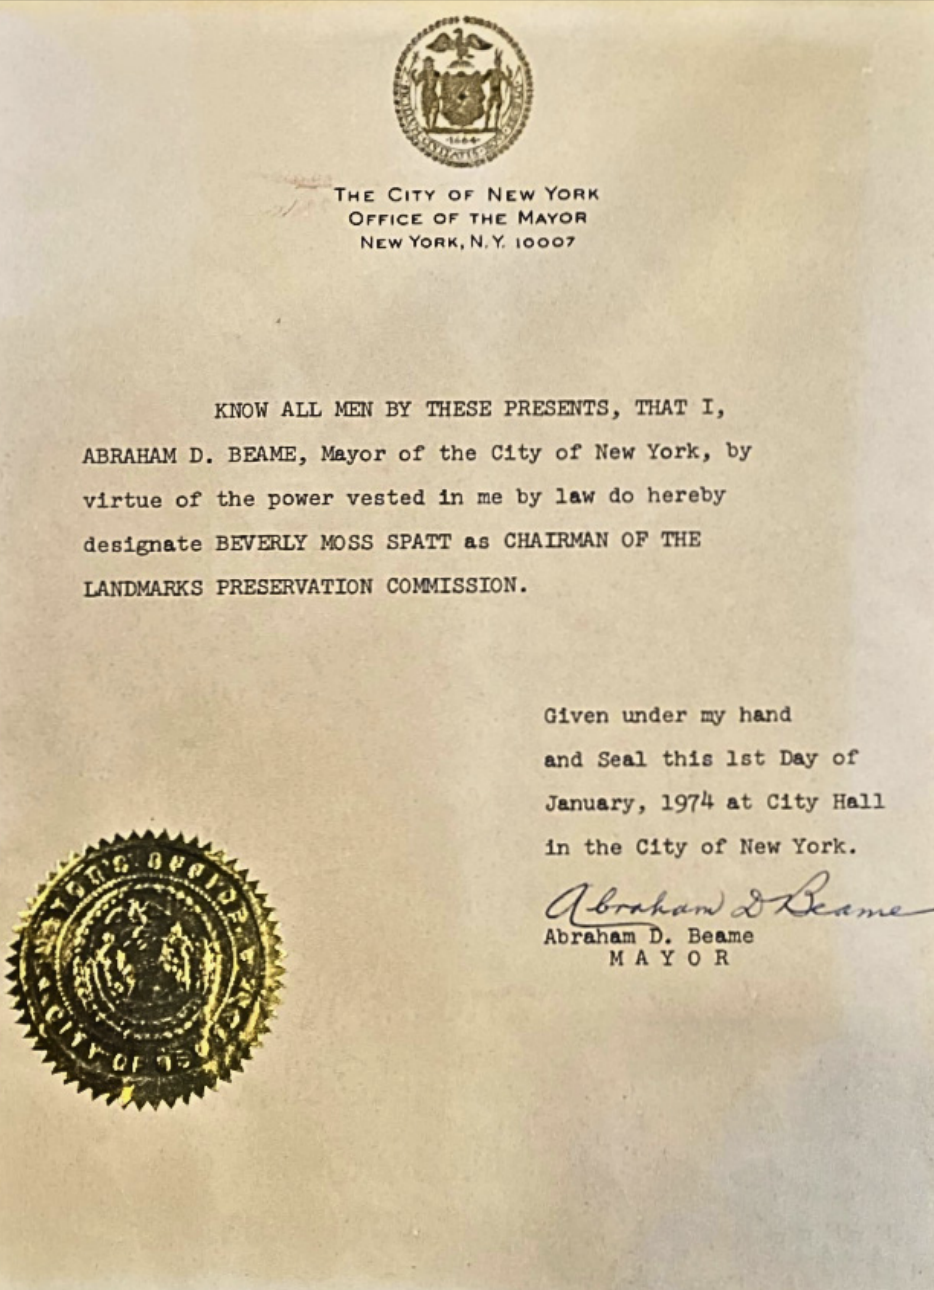 ·1664·
THE CITY OF NEW YORK
OFFICE OF THE MAYOR
NEW YORK, N.Y. 10007
KNOW ALL MEN BY THESE PRESENTS, THAT I,
ABRAHAM D. BEAME, Mayor of the City of New York, by
virtue of the power vested in me by law do hereby
designate BEVERLY MOSS SPATT as CHAIRMAN OF THE
LANDMARKS PRESERVATION COMMISSION.
Given under my hand
and Seal this 1st Day of
January, 1974 at City Hall
in the City of New York.
Abraham D Beame
Abraham D. Beame
MAYOR
CITY OF